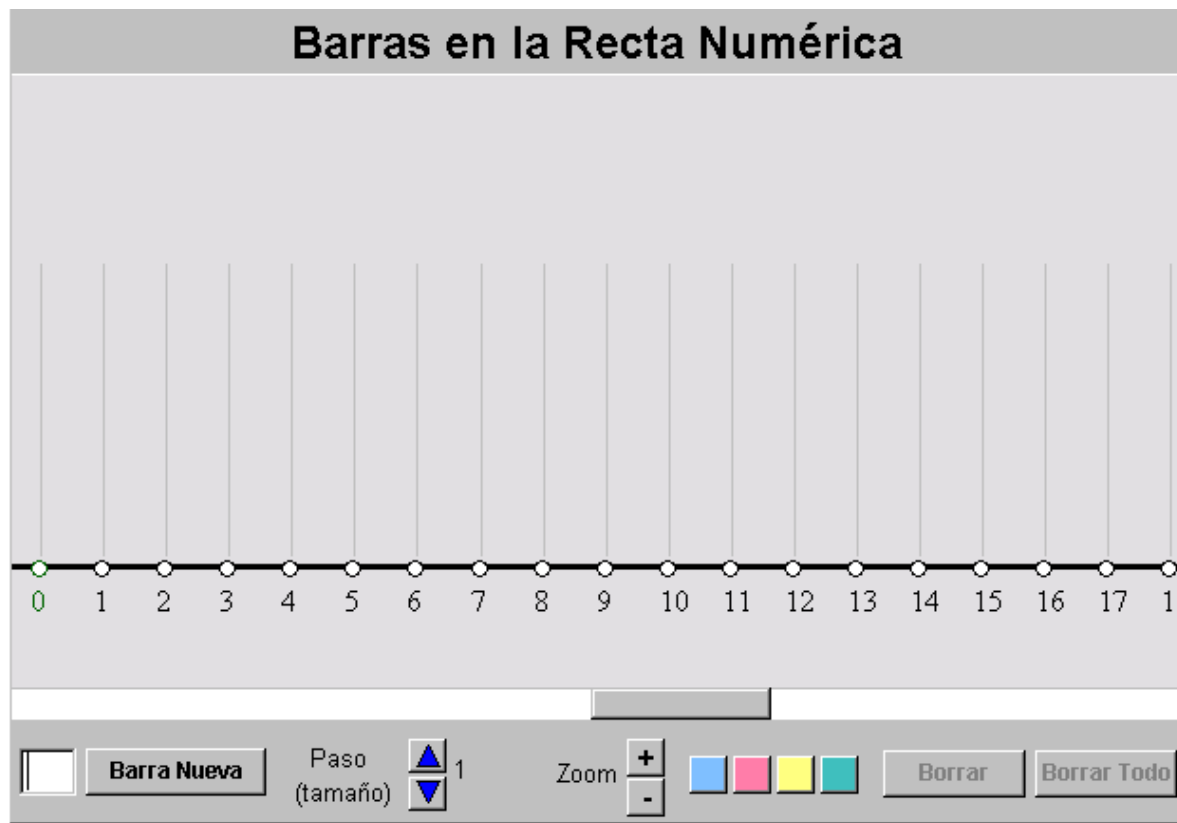 Barras en la Recta Numérica
0 1 2 3 4 5 6 7 8 9 10 11 12 13 14 15 16 17 1
Barra Nueva Paso (tamaño) 1 Zoom + - Borrar Borrar Todo